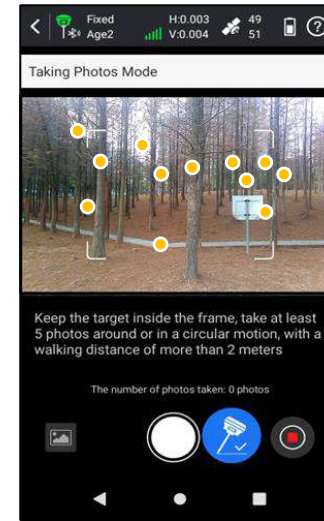 Fixed H:0.003 49
Age2 V:0.004 51
Taking Photos Mode
Keep the target inside the frame, take at least
5 photos around or in a circular motion, with a
walking distance of more than 2 meters
The number of photos taken: 0 photos